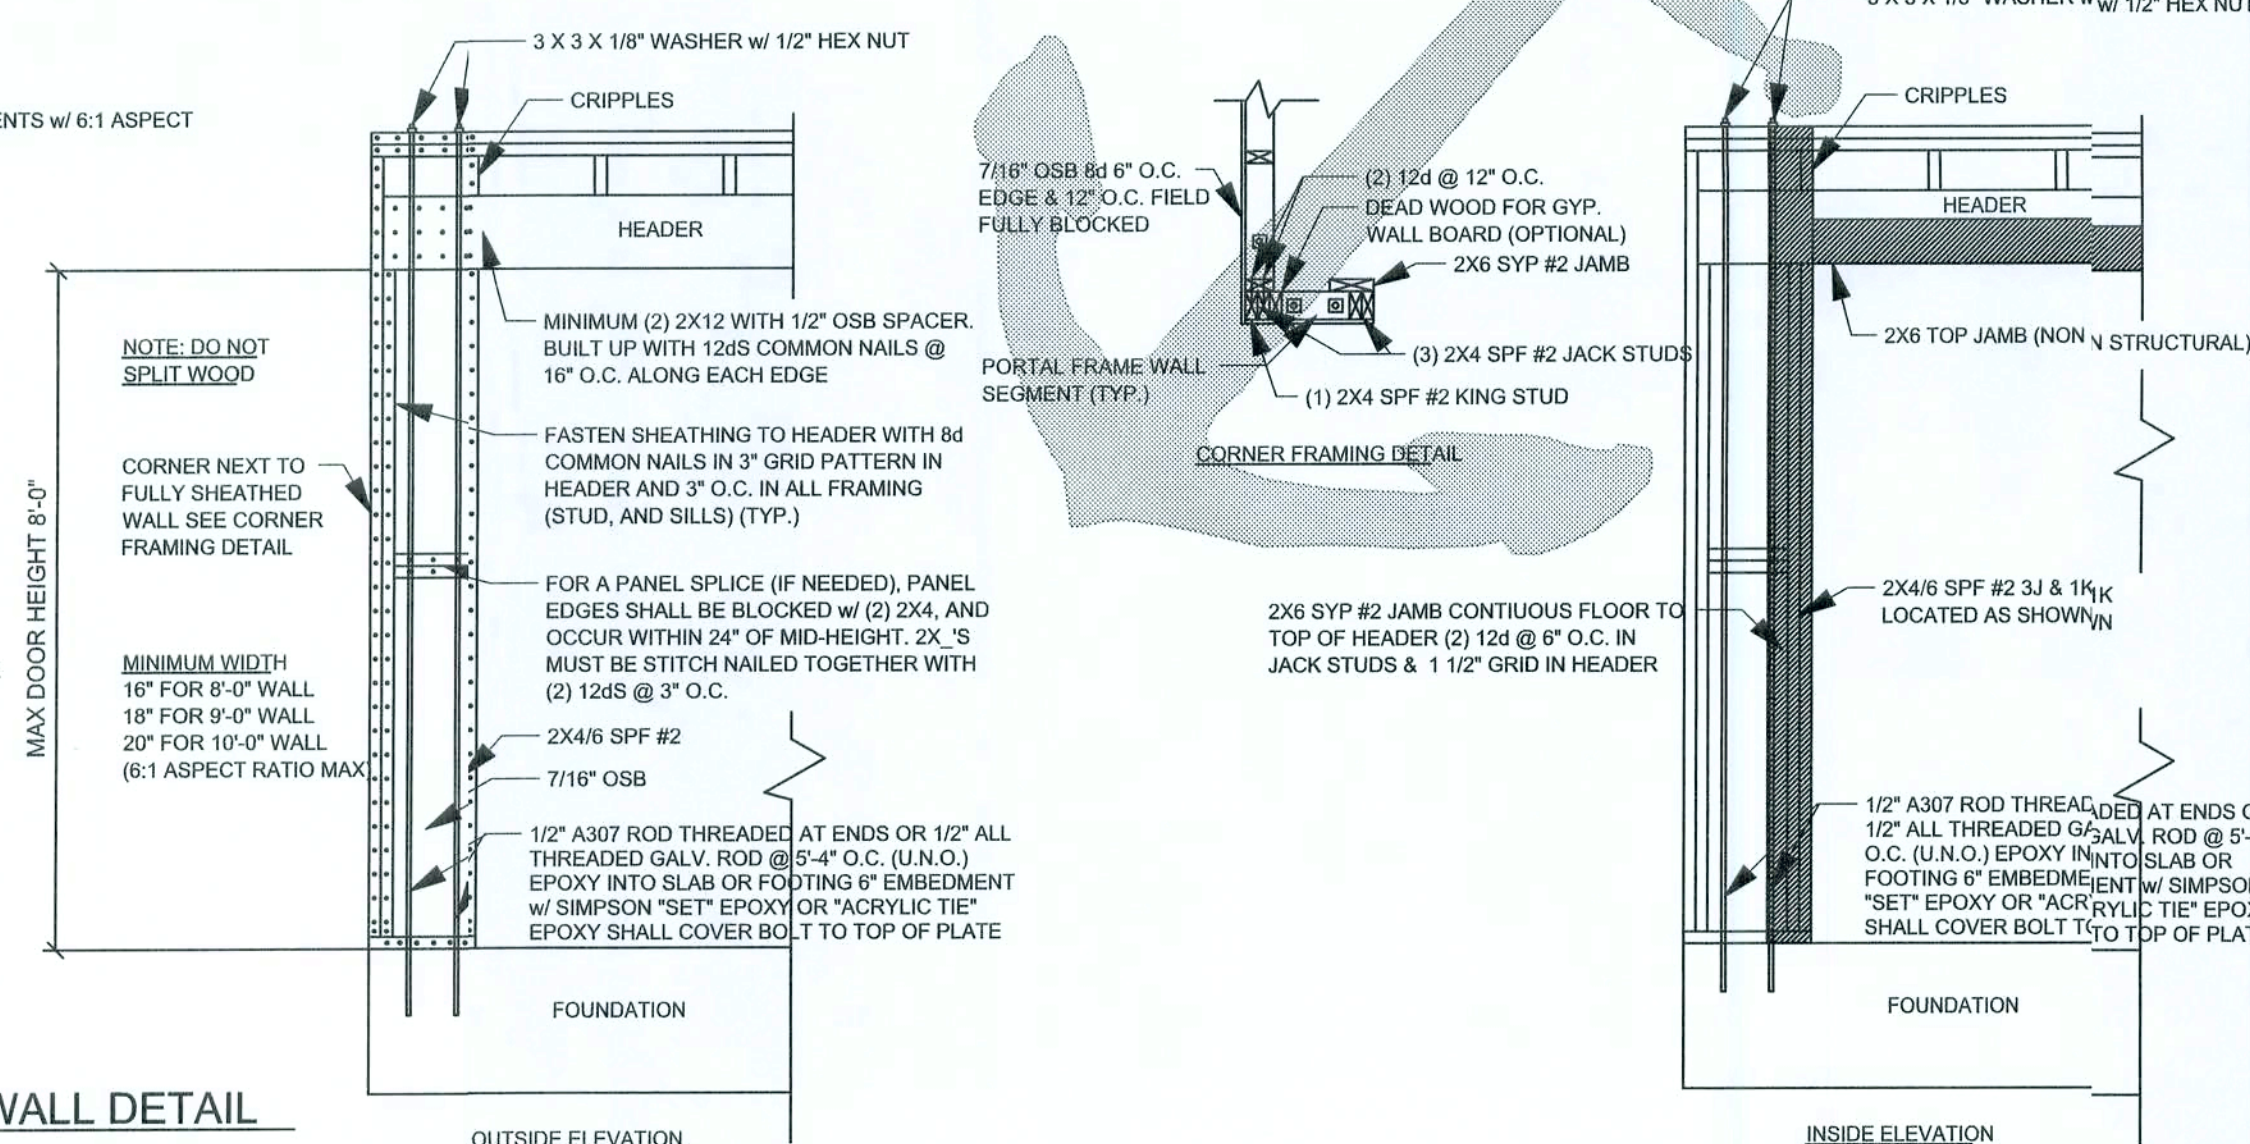 3 X 3 X 1/8" WASHER w/ 1/2" HEX NUT
CRIPPLES
ENTS w/ 6:1 ASPECT
HEADER
MINIMUM (2) 2X12 WITH 1/2" OSB SPACER.
BUILT UP WITH 12dS COMMON NAILS @
16" O.C. ALONG EACH EDGE
NOTE: DO NOT
SPLIT WOOD
FASTEN SHEATHING TO HEADER WITH 8d
COMMON NAILS IN 3" GRID PATTERN IN
HEADER AND 3" O.C. IN ALL FRAMING
(STUD, AND SILLS) (TYP.)
CORNER NEXT TO
FULLY SHEATHED
WALL SEE CORNER
FRAMING DETAIL
MAX DOOR HEIGHT 8'-0"
FOR A PANEL SPLICE (IF NEEDED), PANEL
EDGES SHALL BE BLOCKED w/ (2) 2X4, AND
OCCUR WITHIN 24" OF MID-HEIGHT. 2X_'S
MUST BE STITCH NAILED TOGETHER WITH
(2) 12dS @ 3" O.C.
MINIMUM WIDTH
16" FOR 8'-0" WALL
18" FOR 9'-0" WALL
20" FOR 10'-0" WALL
(6:1 ASPECT RATIO MAX)
2X4/6 SPF #2
7/16" OSB
1/2" A307 ROD THREADED AT ENDS OR 1/2" ALL
THREADED GALV. ROD @ 5'-4" O.C. (U.N.O.)
EPOXY INTO SLAB OR FOOTING 6" EMBEDMENT
w/ SIMPSON "SET" EPOXY OR "ACRYLIC TIE"
EPOXY SHALL COVER BOLT TO TOP OF PLATE
FOUNDATION
WALL DETAIL
OUTSIDE ELEVATION
7/16" OSB 8d 6" O.C.
EDGE & 12" O.C. FIELD
FULLY BLOCKED
(2) 12d @ 12" O.C.
DEAD WOOD FOR GYP.
WALL BOARD (OPTIONAL)
2X6 SYP #2 JAMB
(3) 2X4 SPF #2 JACK STUDS
PORTAL FRAME WALL
SEGMENT (TYP.)
(1) 2X4 SPF #2 KING STUD
CORNER FRAMING DETAIL
2X6 SYP #2 JAMB CONTIUOUS FLOOR TO
TOP OF HEADER (2) 12d @ 6" O.C. IN
JACK STUDS & 1 1/2" GRID IN HEADER
w/ 1/2" HEX NUT
CRIPPLES
HEADER
2X6 TOP JAMB (NON N STRUCTURAL)
2X4/6 SPF #2 3J & 1K 1K
LOCATED AS SHOWN
1/2" A307 ROD THREADED AT ENDS
1/2" ALL THREADED GALV. ROD @ 5'-
O.C. (U.N.O.) EPOXY INTO SLAB OR
FOOTING 6" EMBEDMENT w/ SIMPSON
"SET" EPOXY OR "ACRYLIC TIE" EPO
SHALL COVER BOLT TO TOP OF PLAT
FOUNDATION
INSIDE ELEVATION